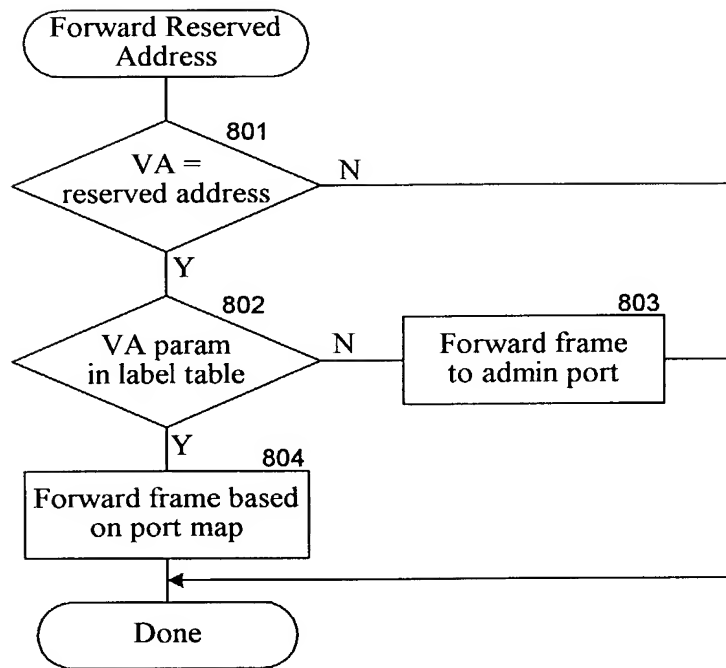 Forward Reserved
Address
801
VA =
reserved address
N
Y
802
VA param
in label table
N
803
Forward frame
to admin port
Y
804
Forward frame based
on port map
Done